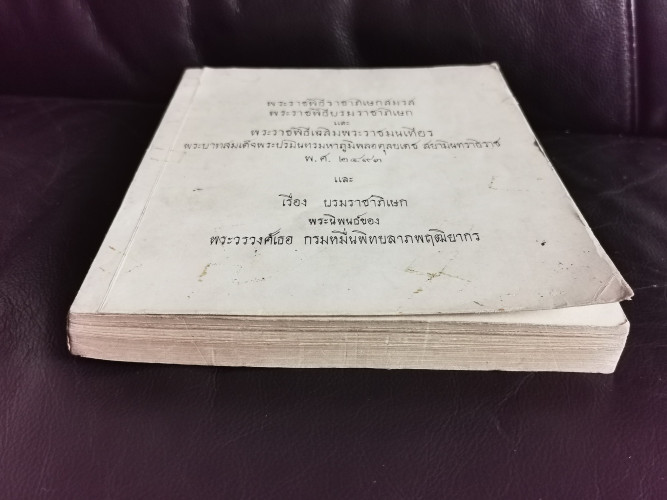 พระราชพิธีราชาภิเษกสมรส
พระราชพิธีบรมราชาภิเษก
และ
พระราชพิธีเฉลิมพระราชมนเทียร
พระบาทสมเด็จพระปรมินทรมหาภูมิพลอดุลยเดช สยามินทราธิราช
พ.ศ. ๒๔๙๓
และ
เรื่อง บรมราชาภิเษก
พระนิพนธ์ของ
พระวรวงศ์เธอ กรมหมื่นพิทยลาภพฤฒิยากร